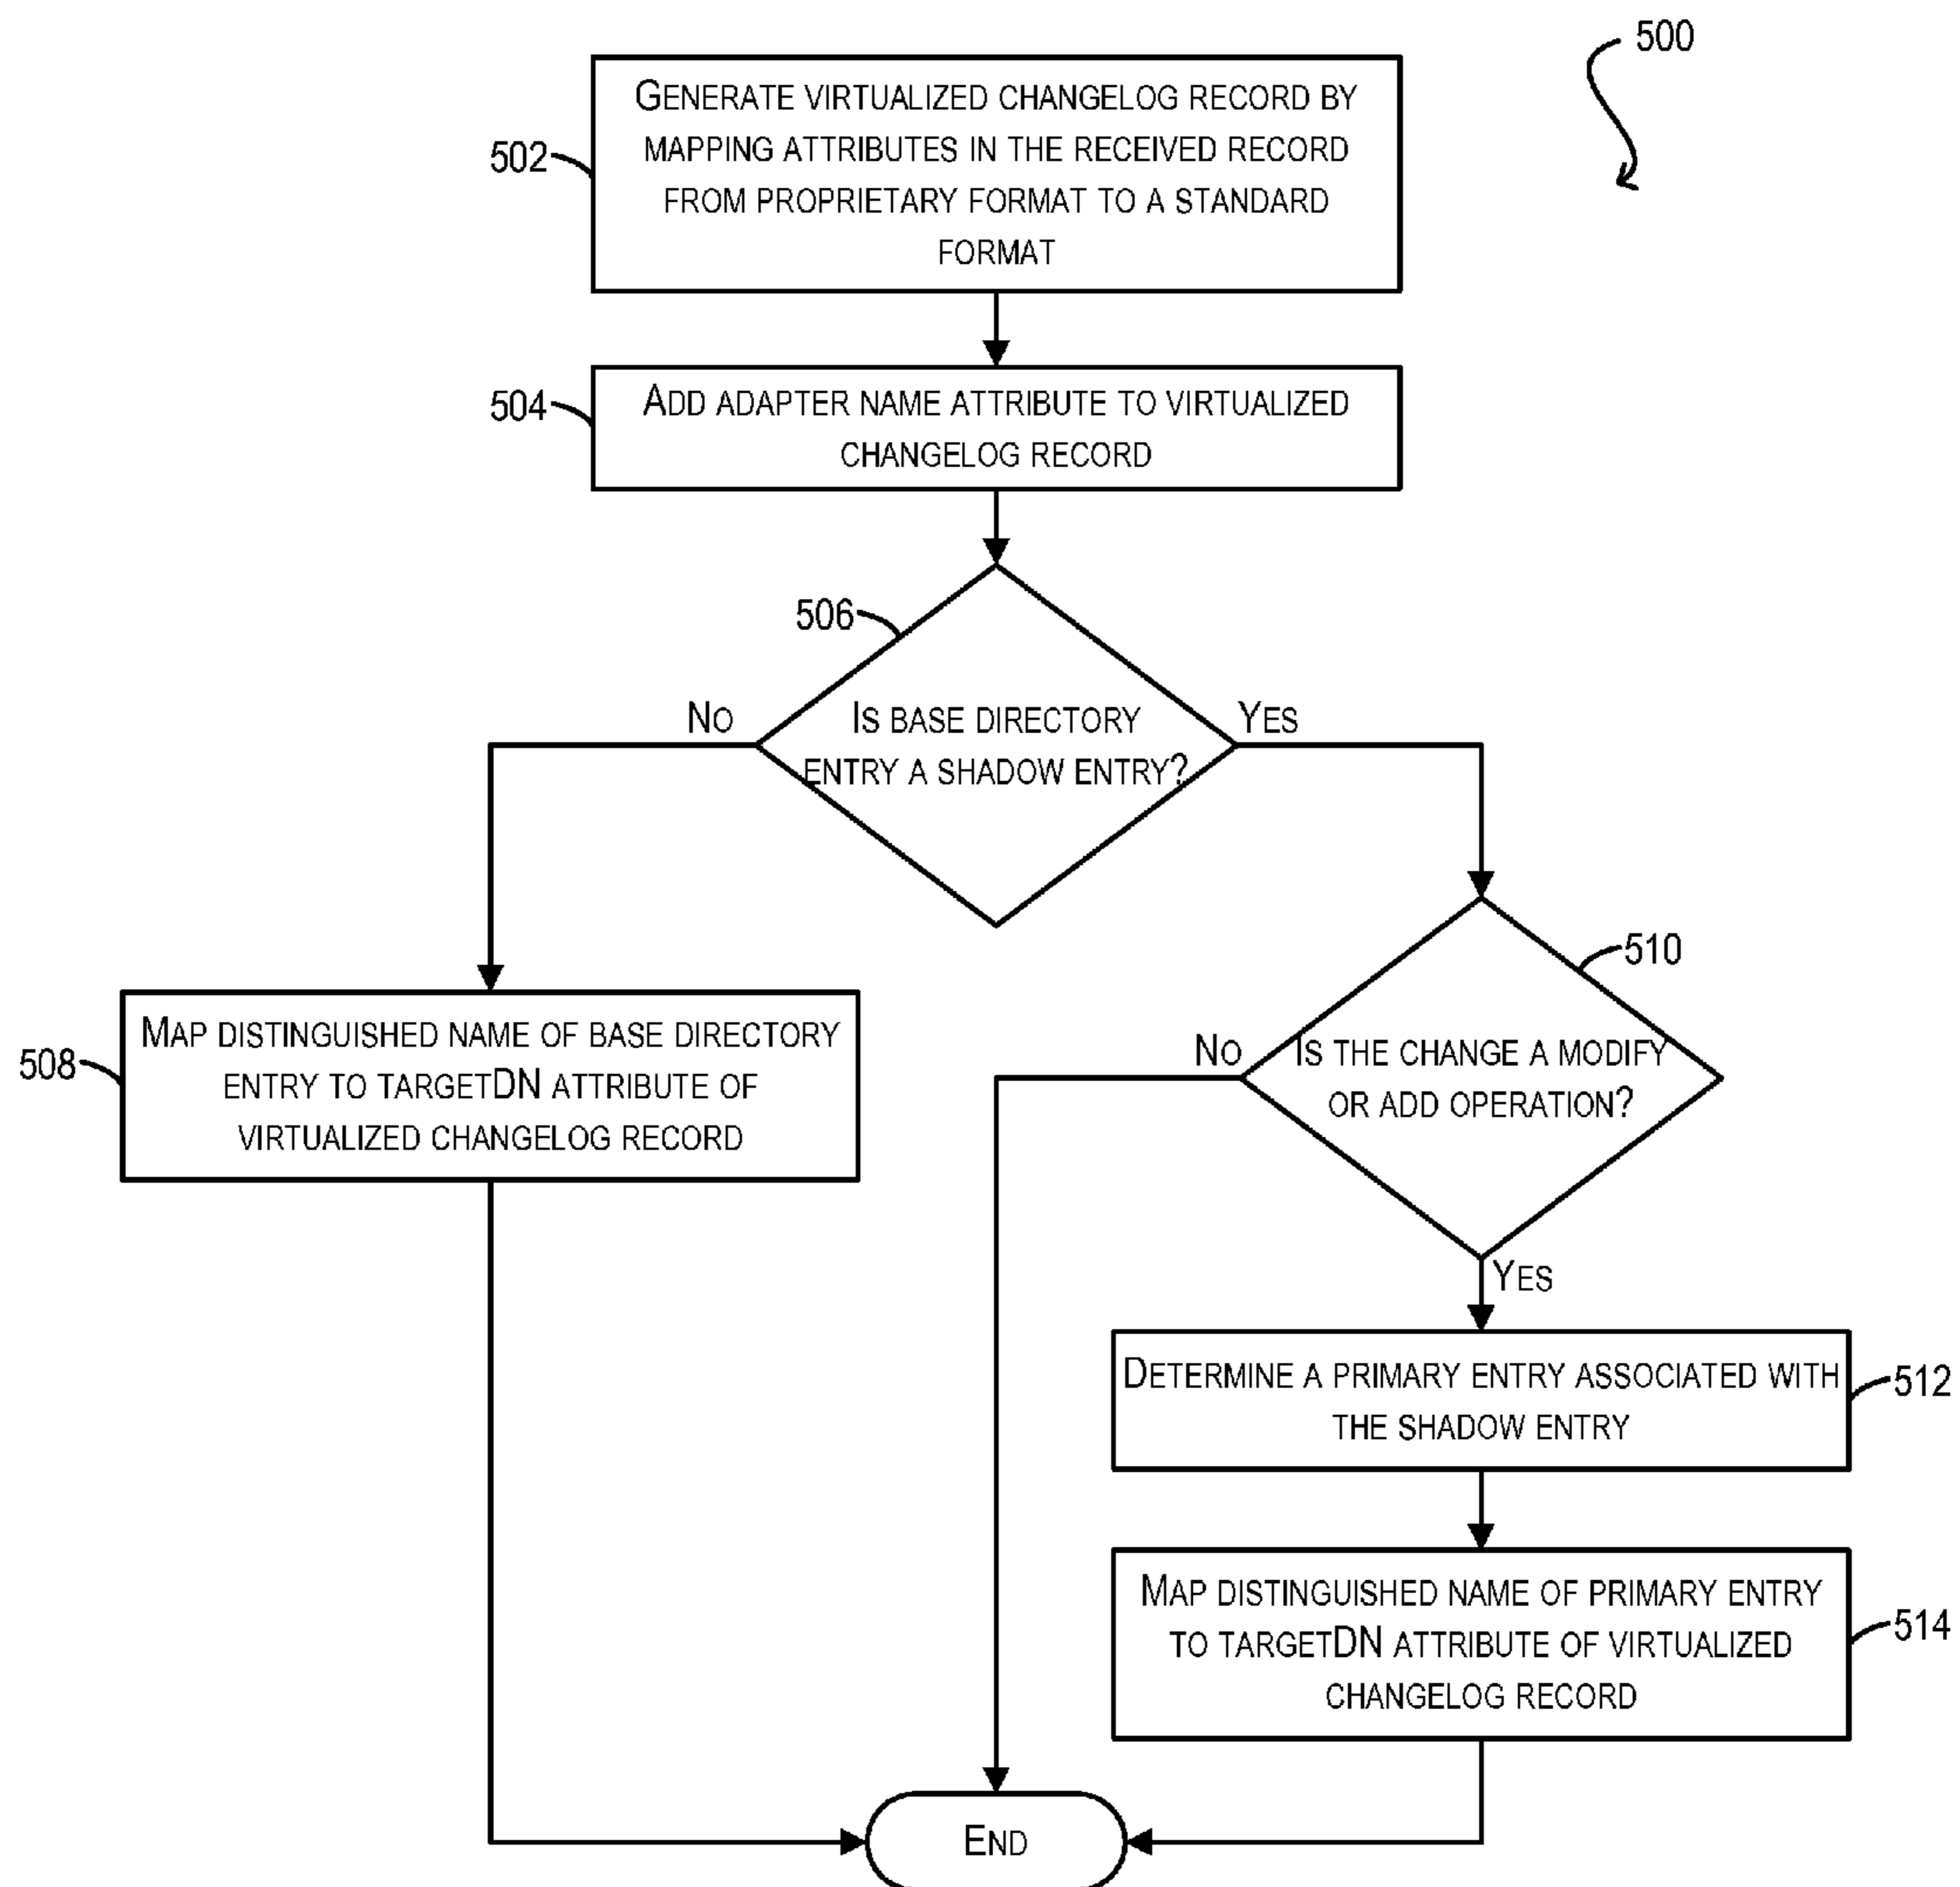 500
GENERATE VIRTUALIZED CHANGELOG RECORD BY
MAPPING ATTRIBUTES IN THE RECEIVED RECORD
FROM PROPRIETARY FORMAT TO A STANDARD
FORMAT
502
ADD ADAPTER NAME ATTRIBUTE TO VIRTUALIZED
CHANGELOG RECORD
504
506
NO
IS BASE DIRECTORY
ENTRY A SHADOW ENTRY?
YES
510
MAP DISTINGUISHED NAME OF BASE DIRECTORY
ENTRY TO TARGETDN ATTRIBUTE OF
VIRTUALIZED CHANGELOG RECORD
508
NO
IS THE CHANGE A MODIFY
OR ADD OPERATION?
YES
DETERMINE A PRIMARY ENTRY ASSOCIATED WITH
THE SHADOW ENTRY
512
MAP DISTINGUISHED NAME OF PRIMARY ENTRY
TO TARGETDN ATTRIBUTE OF VIRTUALIZED
CHANGELOG RECORD
514
END